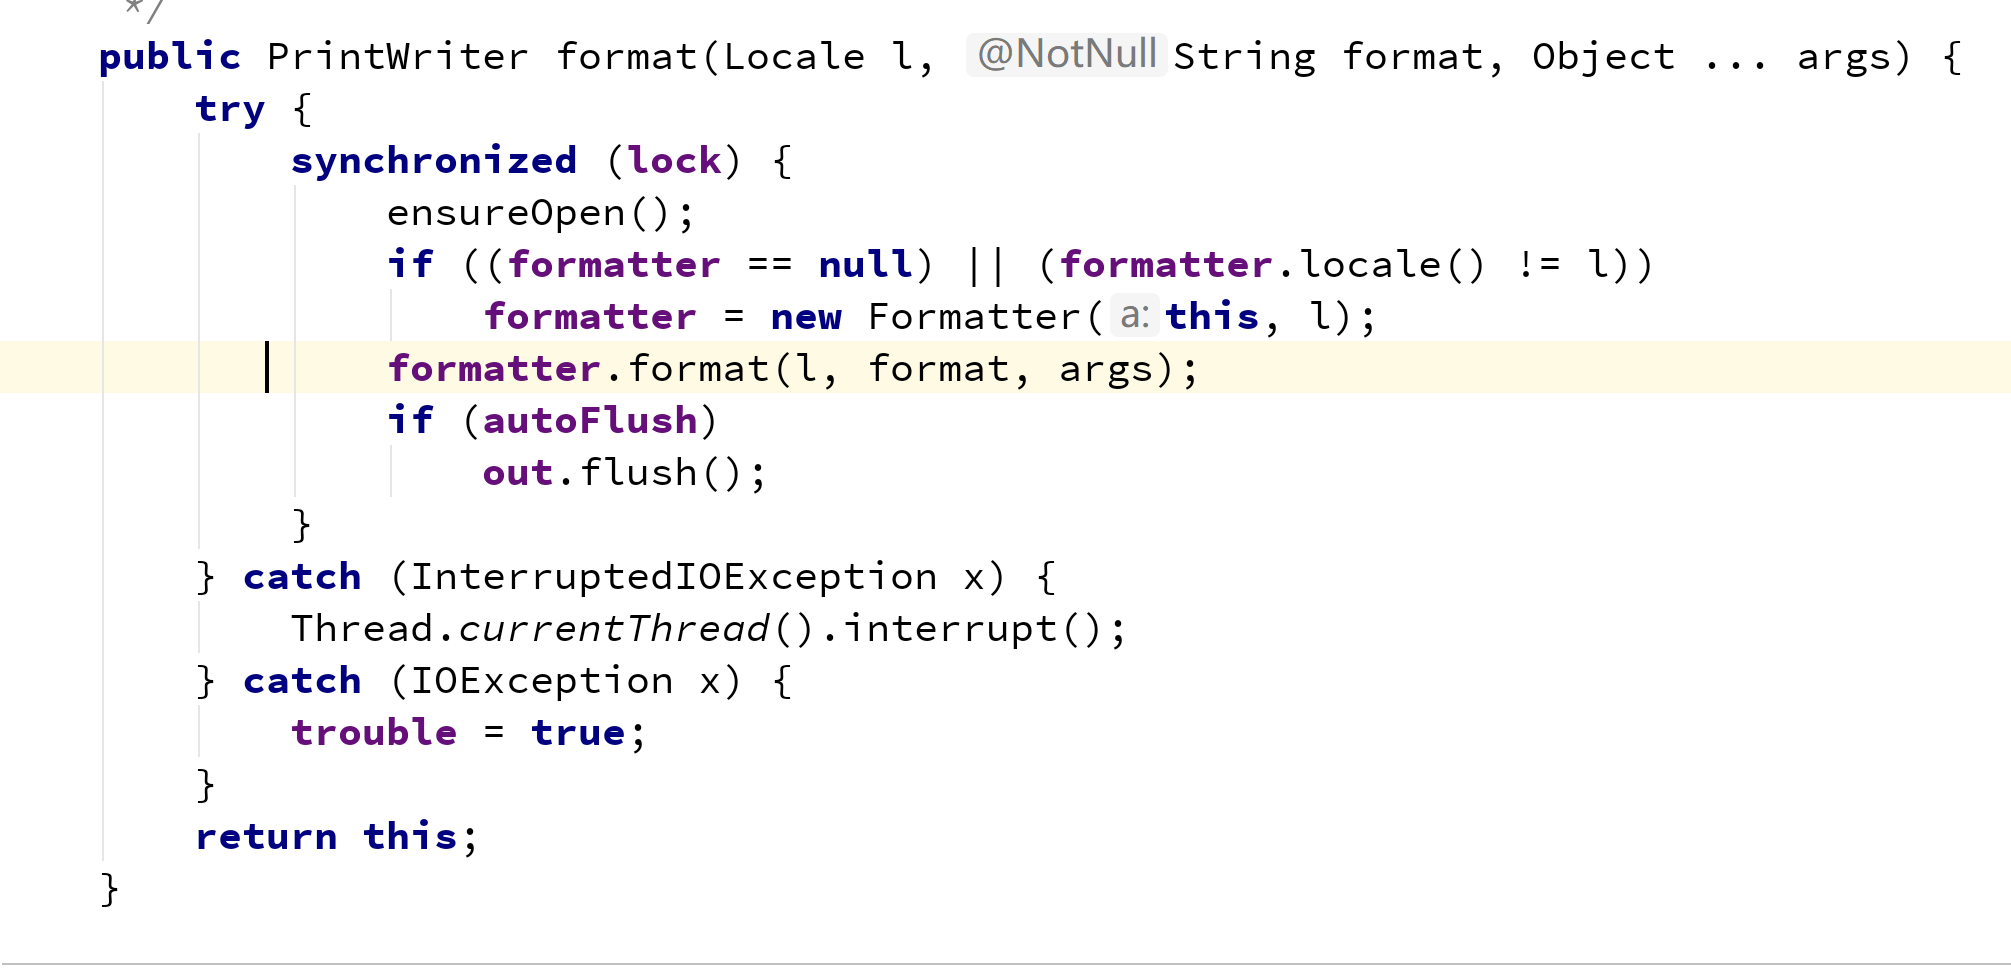 */
public PrintWriter format(Locale l, @NotNull String format, Object ... args) {
    try {
        synchronized (lock) {
            ensureOpen();
            if ((formatter == null) || (formatter.locale() != l))
                formatter = new Formatter( a: this, l);
            formatter.format(l, format, args);
            if (autoFlush)
                out.flush();
        }
    } catch (InterruptedIOException x) {
        Thread.currentThread().interrupt();
    } catch (IOException x) {
        trouble = true;
    }
    return this;
}